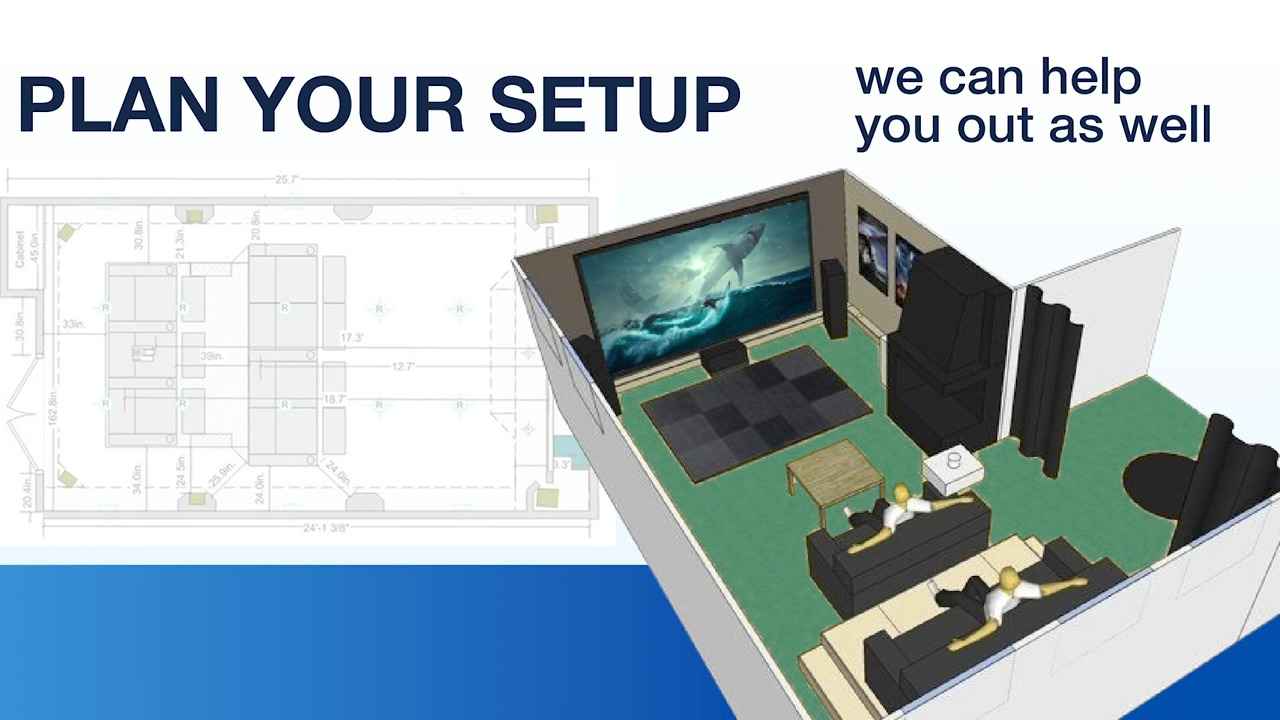 PLAN YOUR SETUP
we can help
you out as well
25.7'
Cabinet
45.0in.
30.8in.
21.3in.
20.8in.
R R R R R
30.8in.
33in.
39in.
17.3'
12.7'
18.7'
R R R R R
162.8in.
3.3'
20.4in.
34.0in.
24.5in.
25.9in.
24.0in.
24.0in.
24'-1 3/8"